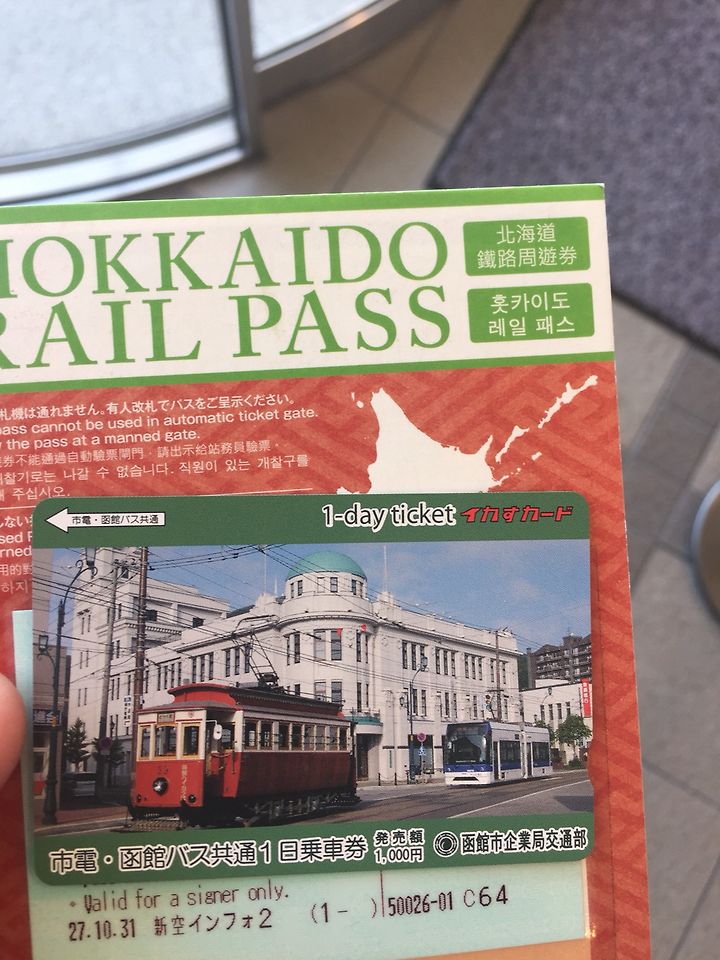 HOKKAIDO
RAIL PASS
北海道
鐵路周遊券
홋카이도
레일 패스
札機は通れません。有人改札でパスをご呈示ください。
pass cannot be used in automatic ticket gate.
the pass at a manned gate.
券不能通過自動驗票閘門，請出示給站務員驗票。
개찰기로는 나갈 수 없습니다. 직원이 있는 개찰구를
주십시오.
市電・函館バス共通
1-day ticket イカすカード
市電・函館バス共通1日乗車券 発売額 1,000円 函館市企業局交通部
・Valid for a signer only.
27.10.31 新空インフォ2 (1- ) 50026-01 C64